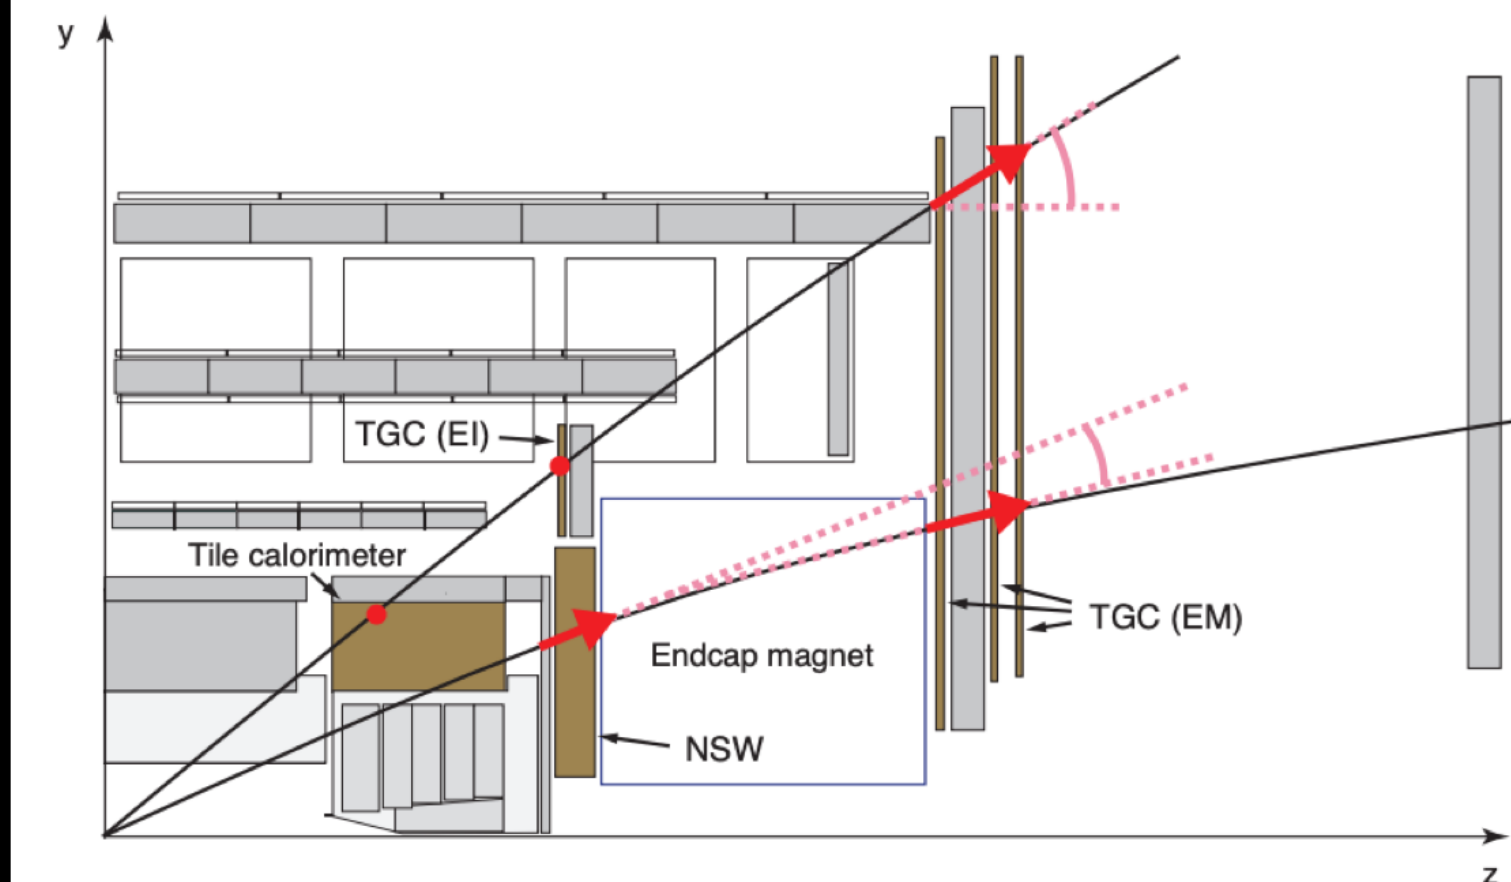 y
TGC (EI)
Tile calorimeter
TGC (EM)
Endcap magnet
NSW
z